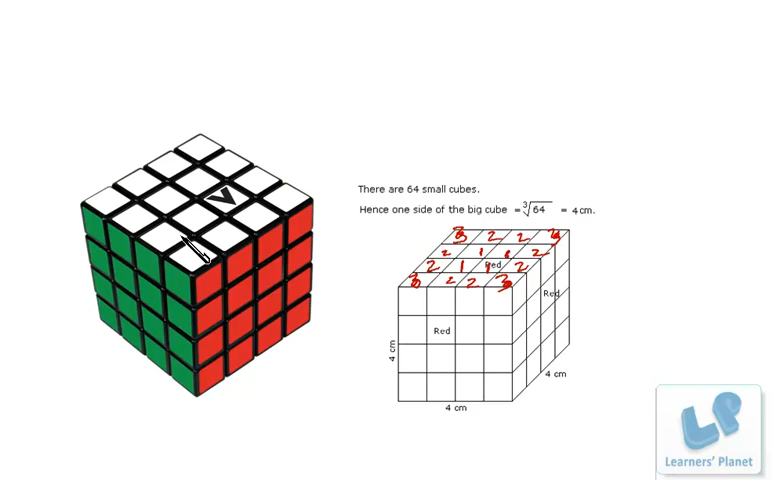 There are 64 small cubes.
Hence one side of the big cube = ∛64 = 4 cm.
V
3 2 2 3
2 1 1 2
2 1 1 Red 2
3 2 2 3
Red
Red
4 cm
4 cm
4 cm
LP
Learners' Planet